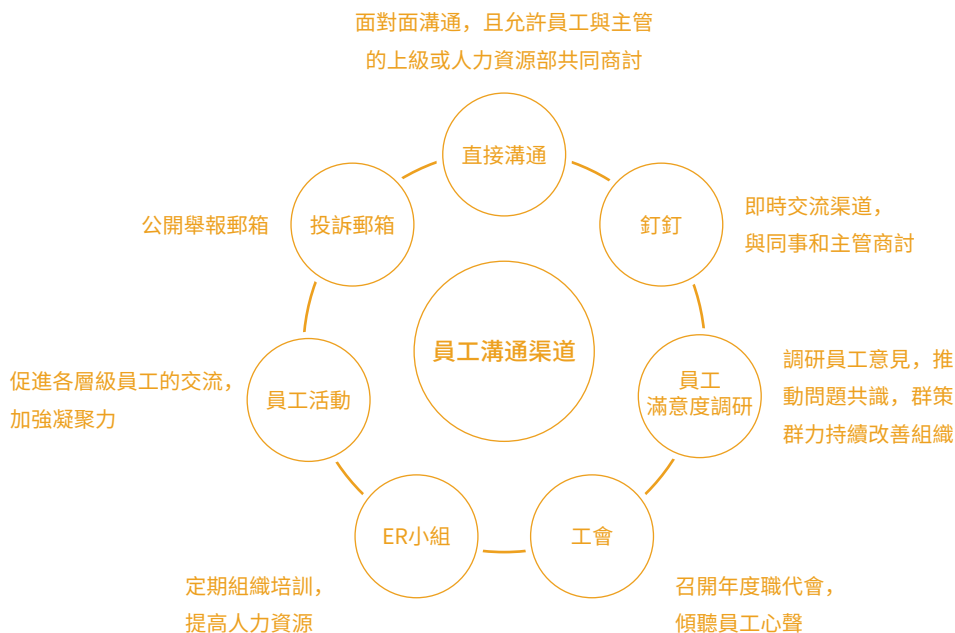 面對面溝通，且允許員工與主管
的上級或人力資源部共同商討
直接溝通
釘釘
即時交流渠道，
與同事和主管商討
員工
滿意度調研
調研員工意見，推
動問題共識，群策
群力持續改善組織
工會
召開年度職代會，
傾聽員工心聲
ER小組
定期組織培訓，
提高人力資源
員工活動
促進各層級員工的交流，
加強凝聚力
投訴郵箱
公開舉報郵箱
員工溝通渠道